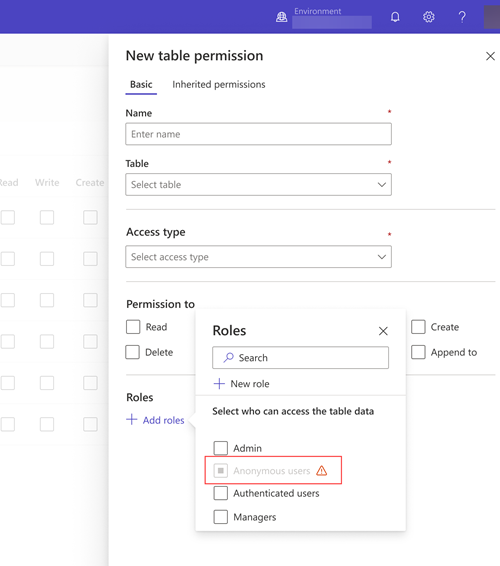 Environment
New table permission
Basic Inherited permissions
Name *
Enter name
Read Write Create
Table *
Select table
Access type *
Select access type
Permission to
Read
Create
Delete
Append to
Roles
Add roles
Roles
Search
New role
Select who can access the table data
Admin
Anonymous users
Authenticated users
Managers